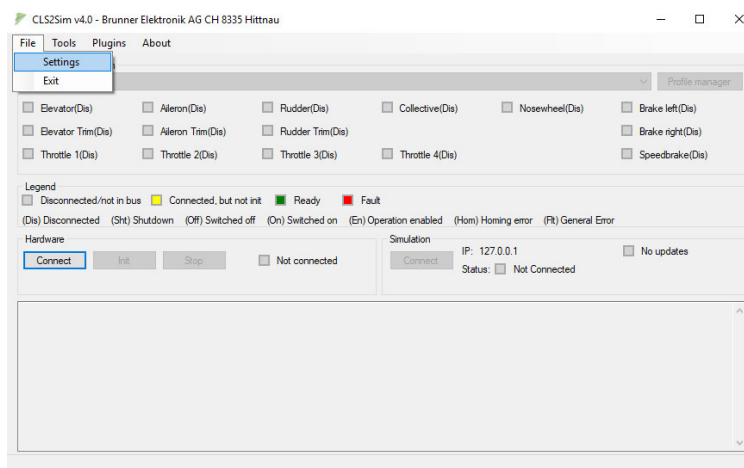 CLS2Sim v4.0 - Brunner Elektronik AG CH 8335 Hittnau
File Tools Plugins About
Settings
Exit
Profile manager
Elevator(Dis) Aileron(Dis) Rudder(Dis) Collective(Dis) Nosewheel(Dis) Brake left(Dis)
Elevator Trim(Dis) Aileron Trim(Dis) Rudder Trim(Dis) Brake right(Dis)
Throttle 1(Dis) Throttle 2(Dis) Throttle 3(Dis) Throttle 4(Dis) Speedbrake(Dis)
Legend
Disconnected/not in bus Connected, but not init Ready Fault
(Dis) Disconnected (Sht) Shutdown (Off) Switched off (On) Switched on (En) Operation enabled (Hom) Homing error (Flt) General Error
Hardware Simulation
Connect Init Stop Not connected Connect IP: 127.0.0.1 No updates
Status: Not Connected